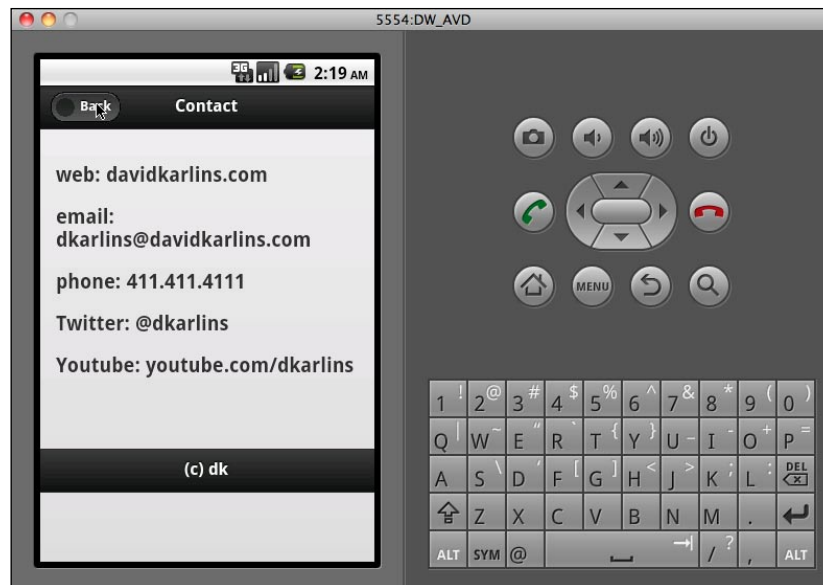 5554:DW_AVD
3G
2:19 AM
Back
Contact
web: davidkarlins.com
email:
dkarlins@davidkarlins.com
phone: 411.411.4111
Twitter: @dkarlins
Youtube: youtube.com/dkarlins
(c) dk
MENU
1 ! 2 @ 3 # 4 $ 5 % 6 ^ 7 & 8 * 9 ( 0 )
Q | W ~ E " R ` T { Y } U _ I - O + P =
A S \ D ' F [ G ] H < J > K ; L : DEL
Z X C V B N M .
ALT SYM @ / ? , ALT